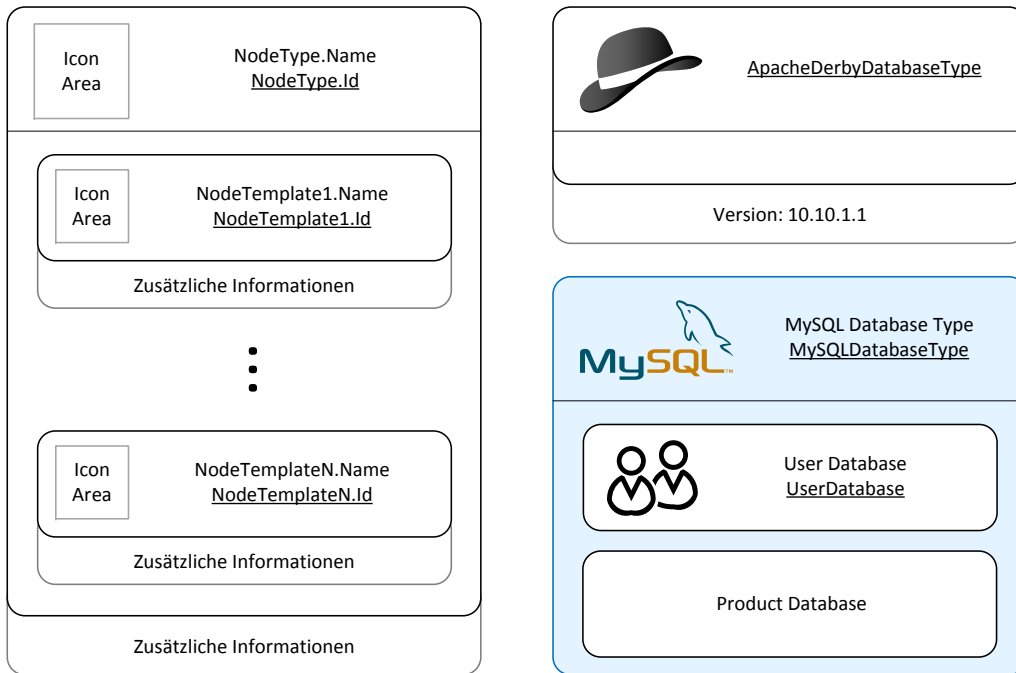 Icon
Area
NodeType.Name
NodeType.Id
Icon
Area
NodeTemplate1.Name
NodeTemplate1.Id
Zusätzliche Informationen
Icon
Area
NodeTemplateN.Name
NodeTemplateN.Id
Zusätzliche Informationen
Zusätzliche Informationen
ApacheDerbyDatabaseType
Version: 10.10.1.1
MySQL™
MySQL Database Type
MySQLDatabaseType
User Database
UserDatabase
Product Database